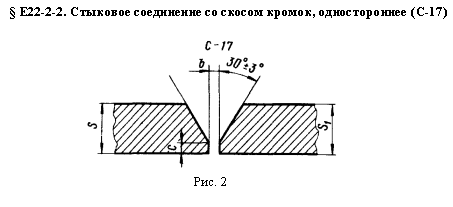 § Е22-2-2. Стыковое соединение со скосом кромок, одностороннее (С-17)
С-17
b
30°±3°
S
c
S₁
Рис. 2